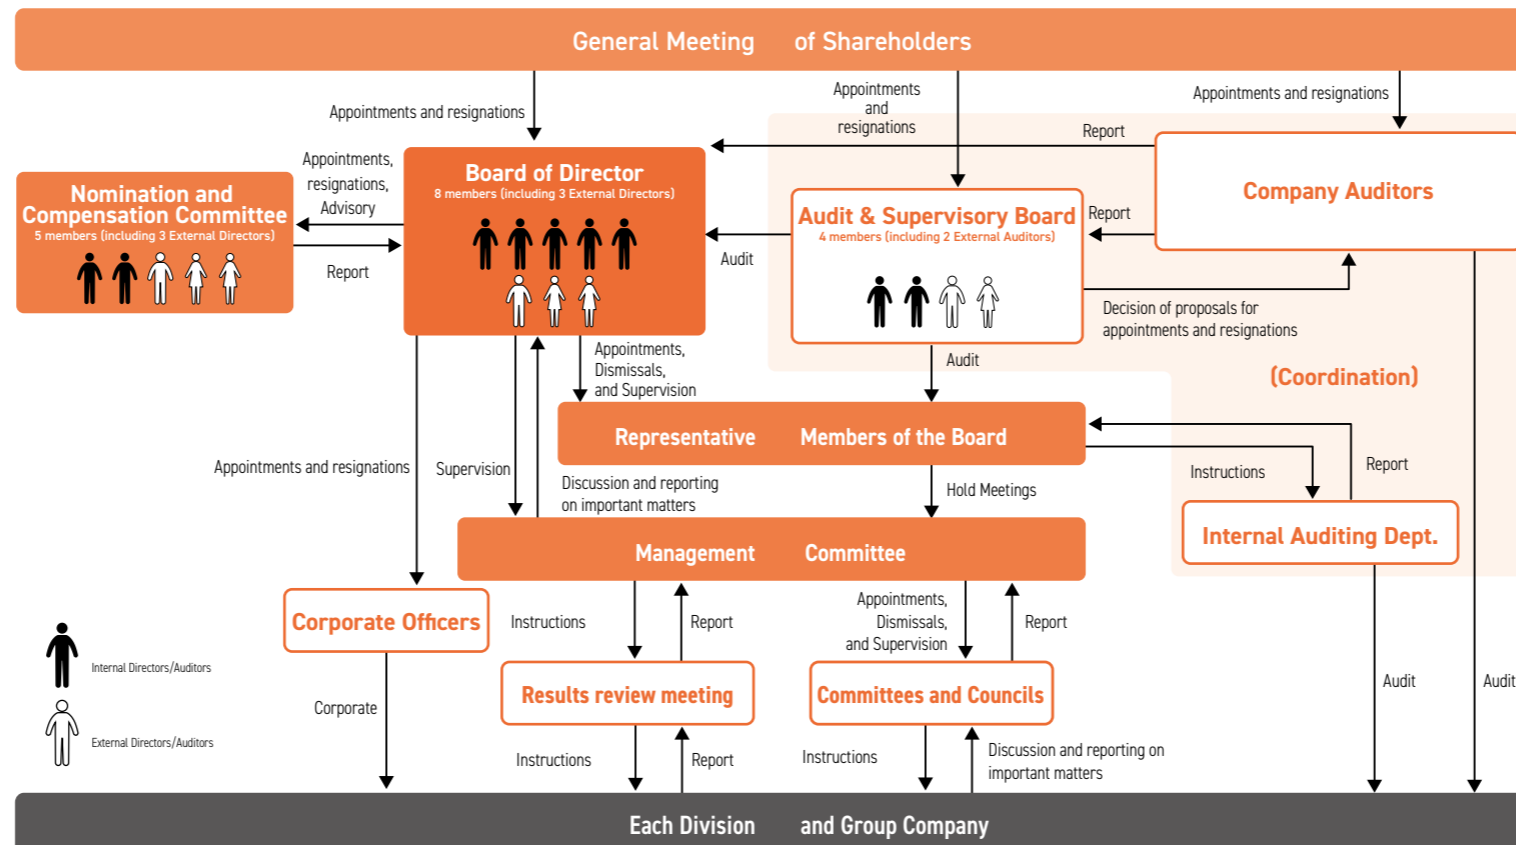 General Meeting of Shareholders
Appointments and resignations
Appointments
and
resignations
Appointments and resignations
Report
Nomination and
Compensation Committee
5 members (including 3 External Directors)
Appointments,
resignations,
Advisory
Report
Board of Director
8 members (including 3 External Directors)
Audit
Audit & Supervisory Board
4 members (including 2 External Auditors)
Report
Company Auditors
Decision of proposals for
appointments and resignations
(Coordination)
Appointments,
Dismissals,
and Supervision
Audit
Representative Members of the Board
Appointments and resignations
Supervision
Discussion and reporting
on important matters
Hold Meetings
Instructions
Report
Internal Auditing Dept.
Management Committee
Corporate Officers
Instructions
Report
Appointments,
Dismissals,
and Supervision
Report
Internal Directors/Auditors
External Directors/Auditors
Corporate
Results review meeting
Committees and Councils
Audit
Audit
Instructions
Report
Instructions
Discussion and reporting on
important matters
Each Division and Group Company